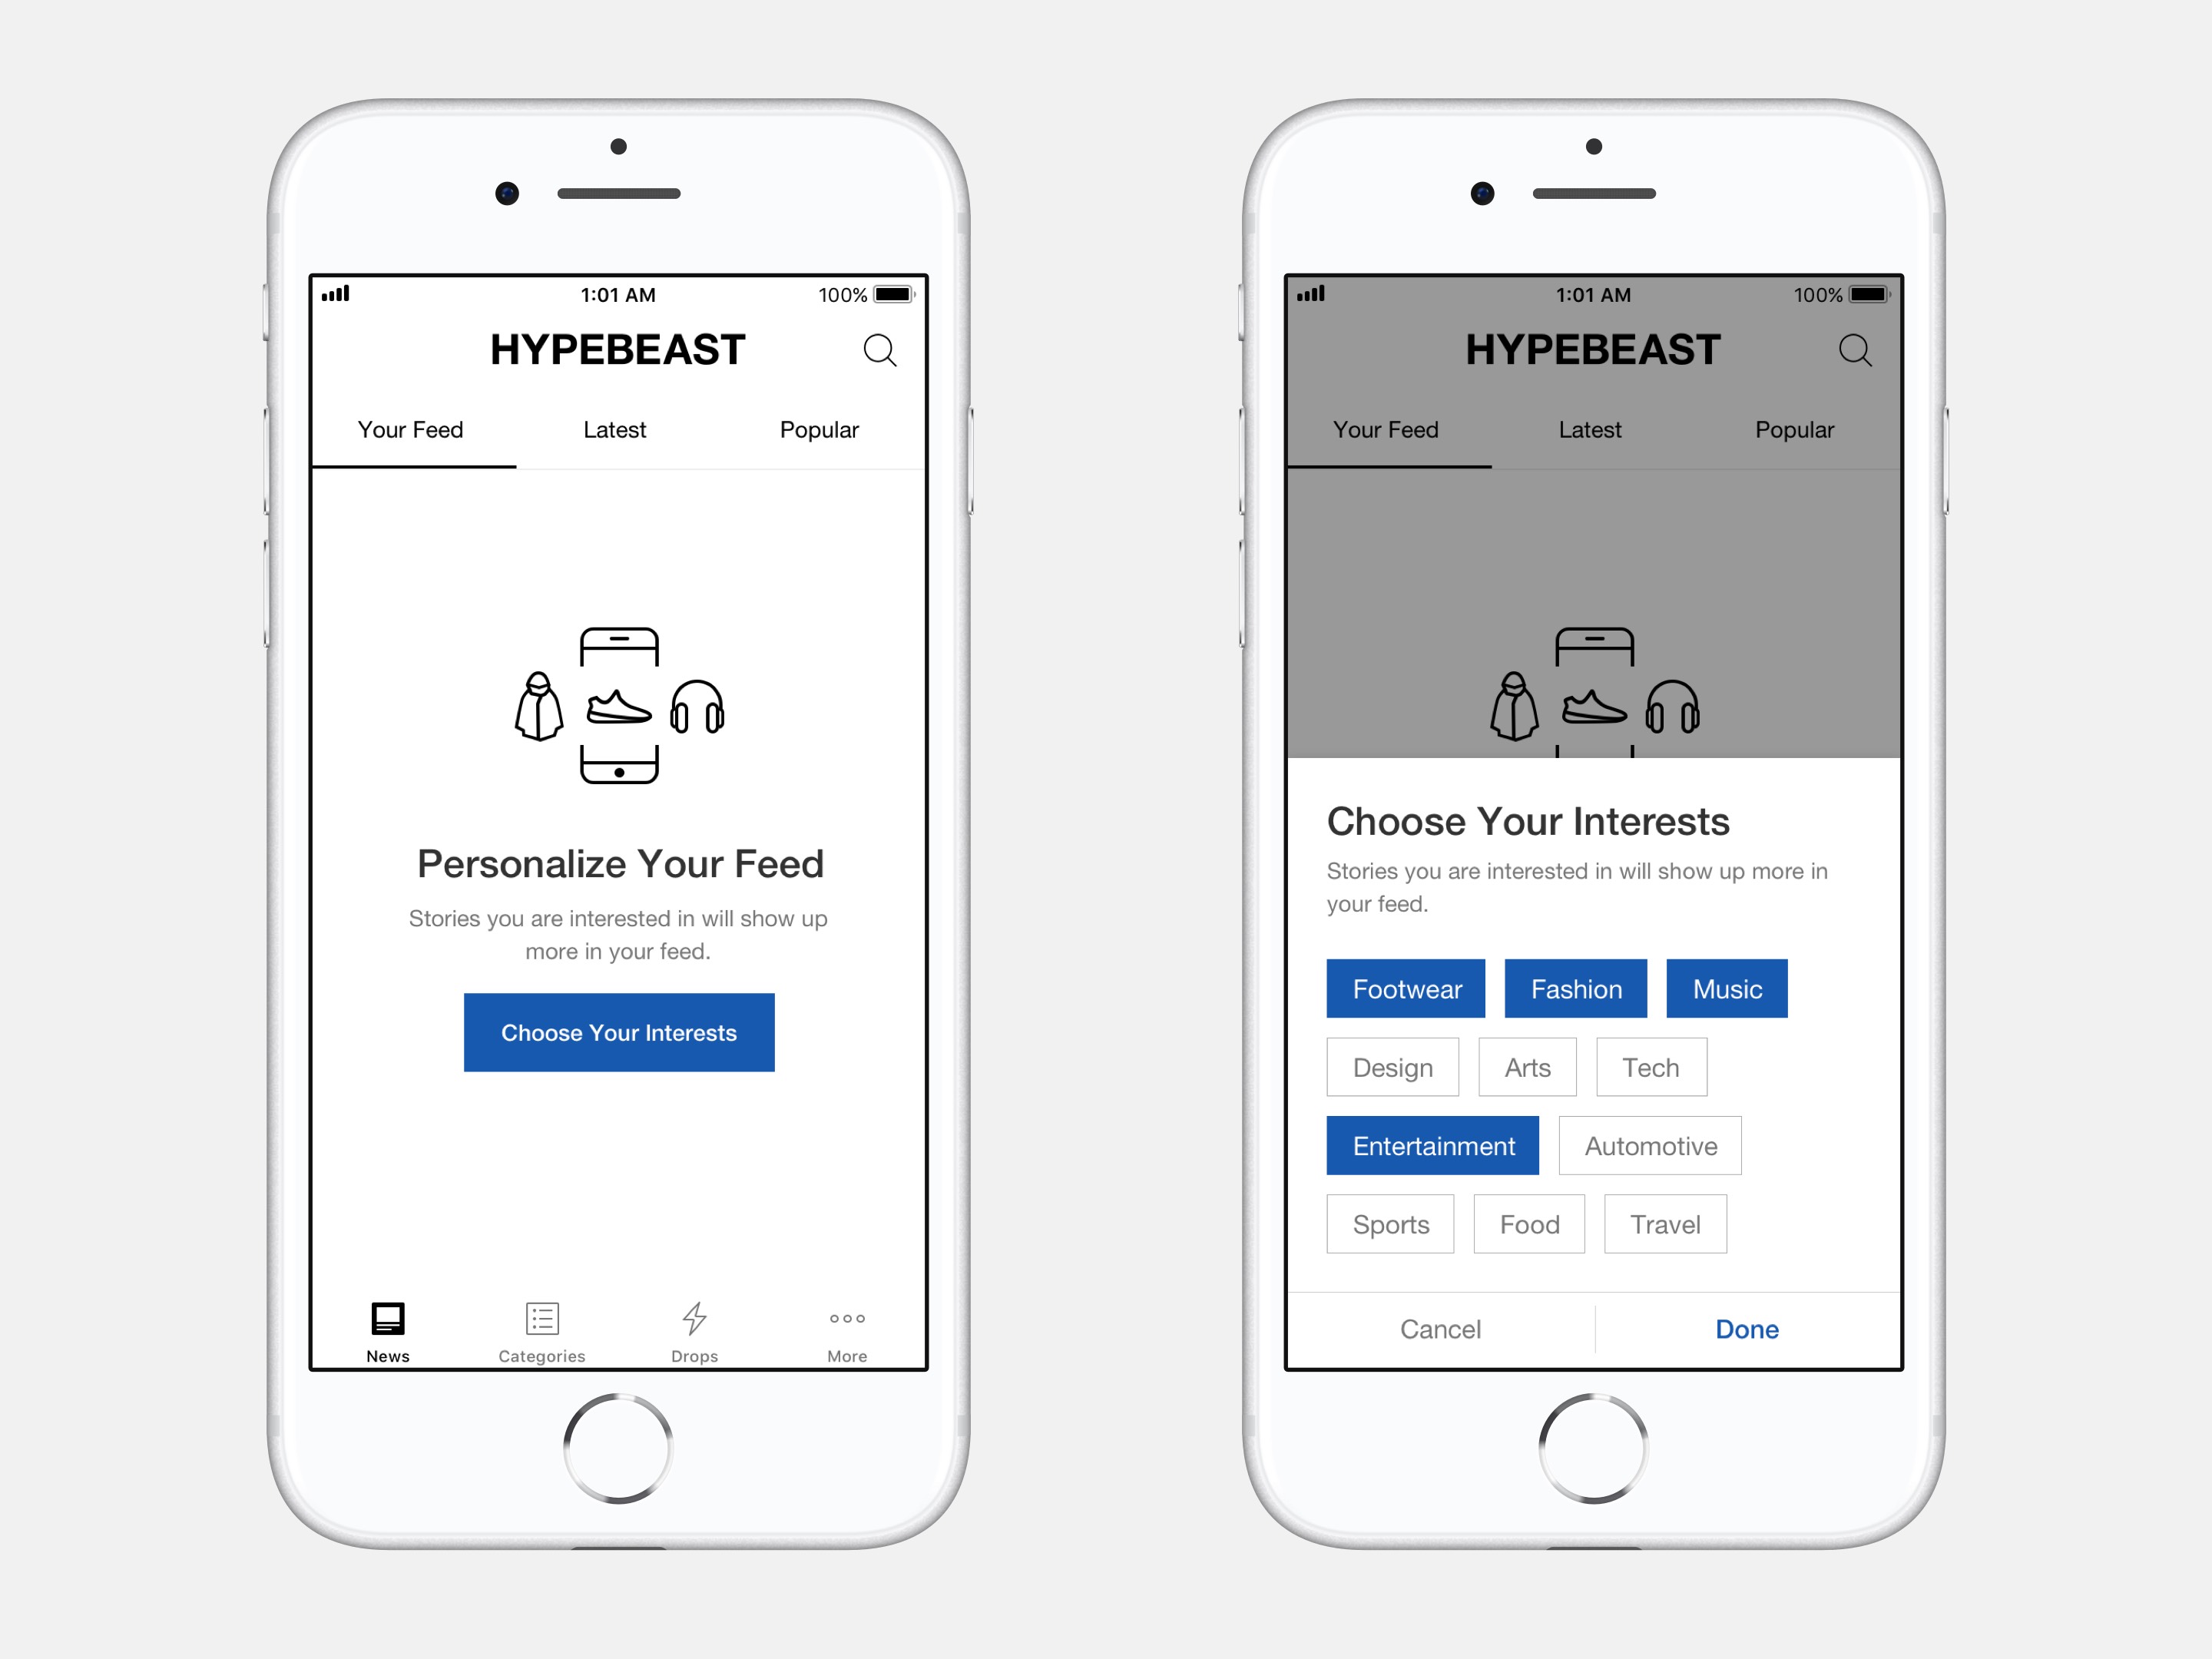 1:01 AM
100%
HYPEBEAST
Your Feed
Latest
Popular
Personalize Your Feed
Stories you are interested in will show up
more in your feed.
Choose Your Interests
News
Categories
Drops
More
1:01 AM
100%
HYPEBEAST
Your Feed
Latest
Popular
Choose Your Interests
Stories you are interested in will show up more in
your feed.
Footwear
Fashion
Music
Design
Arts
Tech
Entertainment
Automotive
Sports
Food
Travel
Cancel
Done